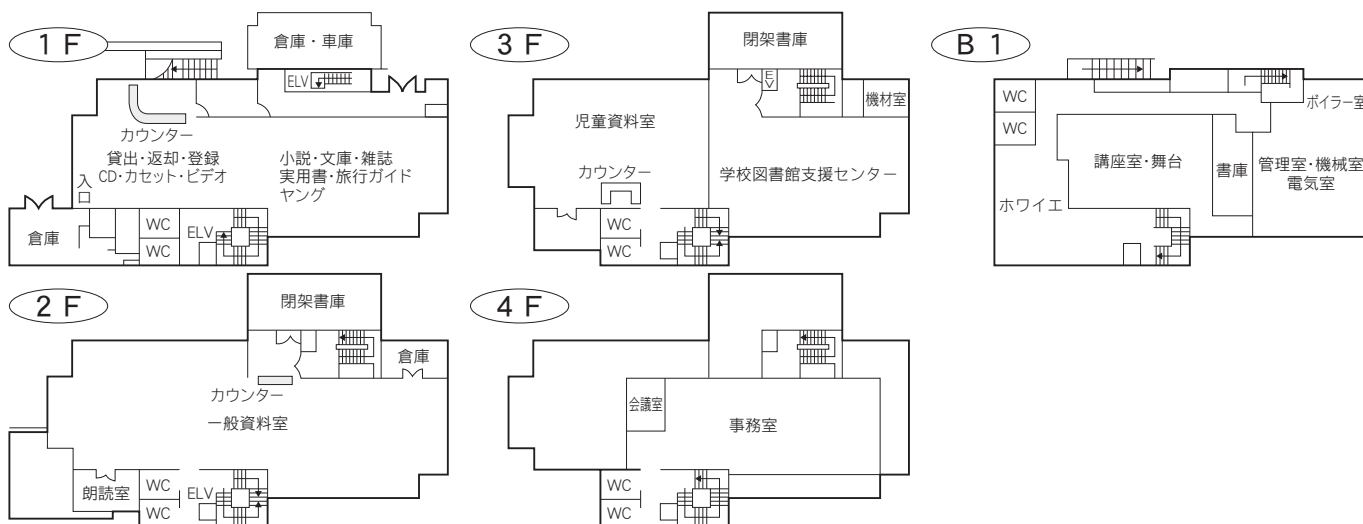 1 F
倉庫・車庫
ELV
カウンター
貸出・返却・登録
CD・カセット・ビデオ
小説・文庫・雑誌
実用書・旅行ガイド
ヤング
入
倉庫
WC
WC
ELV
3 F
閉架書庫
EV
機材室
児童資料室
カウンター
学校図書館支援センター
WC
WC
B 1
WC
WC
ボイラー室
講座室・舞台
書庫
管理室・機械室
電気室
ホワイエ
2 F
閉架書庫
倉庫
カウンター
一般資料室
朗読室
WC
WC
ELV
4 F
会議室
事務室
WC
WC